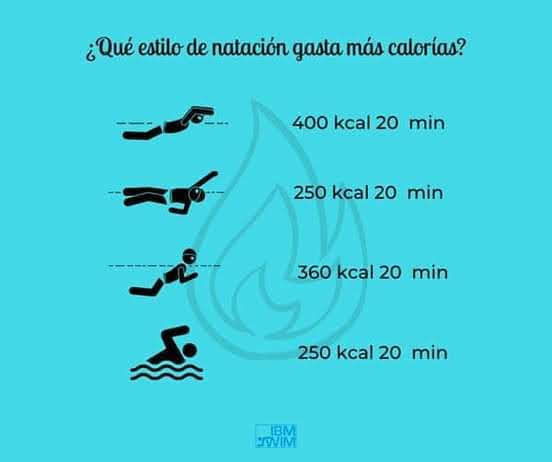 ¿Qué estilo de natación gasta más calorías?
400 kcal 20 min
250 kcal 20 min
360 kcal 20 min
250 kcal 20 min
IBM
SWIM